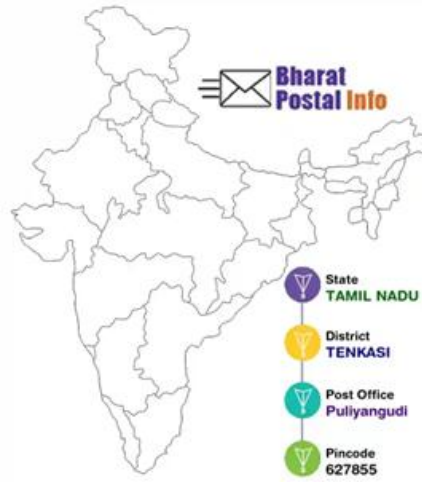 Bharat
Postal Info
State
TAMIL NADU
District
TENKASI
Post Office
Puliyangudi
Pincode
627855